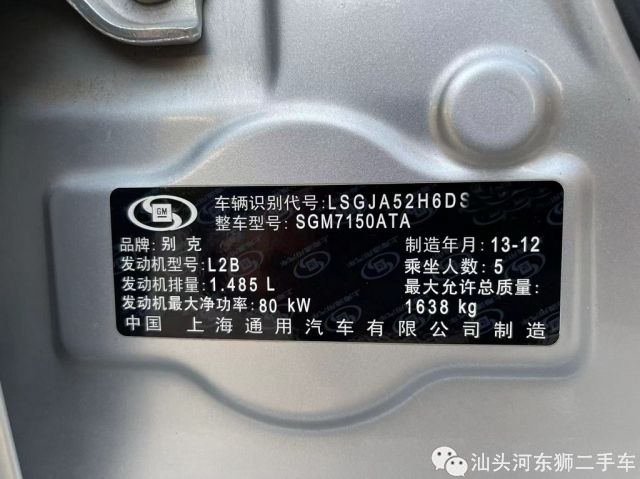 GM
车辆识别代号:LSGJA52H6DS
整车型号: SGM7150ATA
品牌: 别克 制造年月: 13-12
发动机型号: L2B 乘坐人数: 5
发动机排量: 1.485 L 最大允许总质量:
发动机最大净功率: 80 kW 1638 kg
中国 上海通用汽车有限公司制造
汕头河东狮二手车